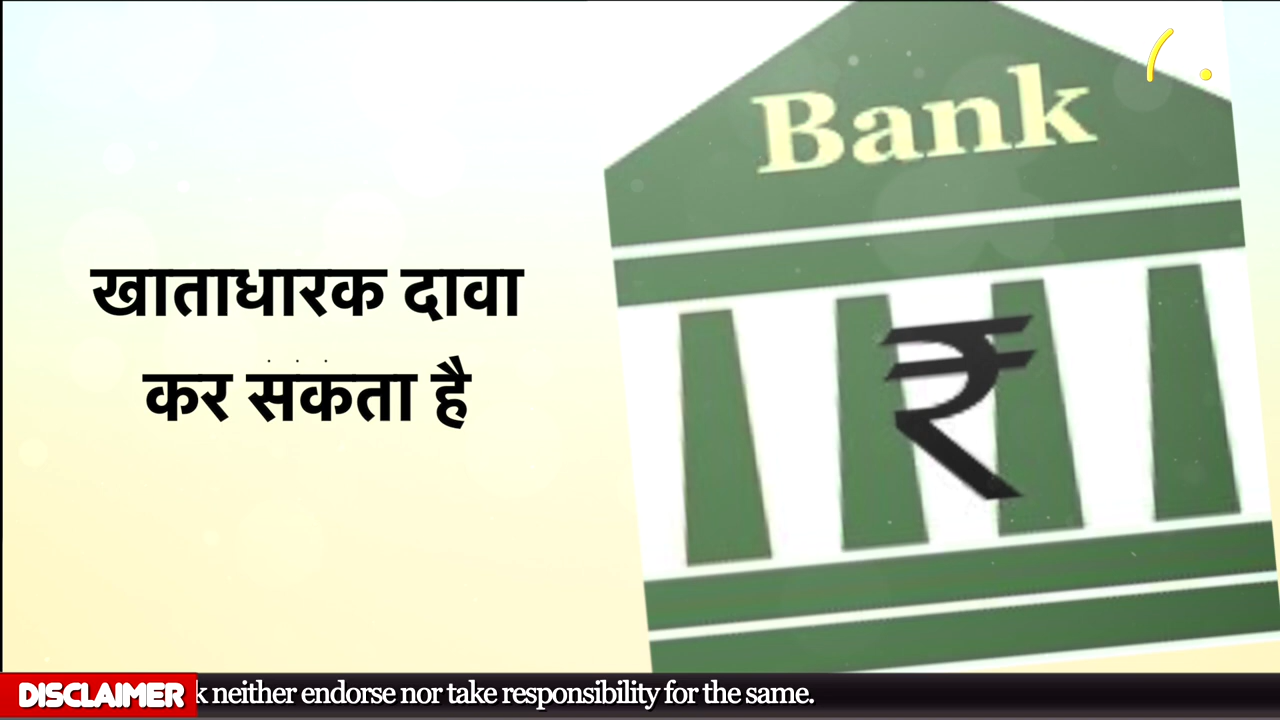 Bank
खाताधारक दावा
कर सकता है
₹
DISCLAIMER neither endorse nor take responsibility for the same.